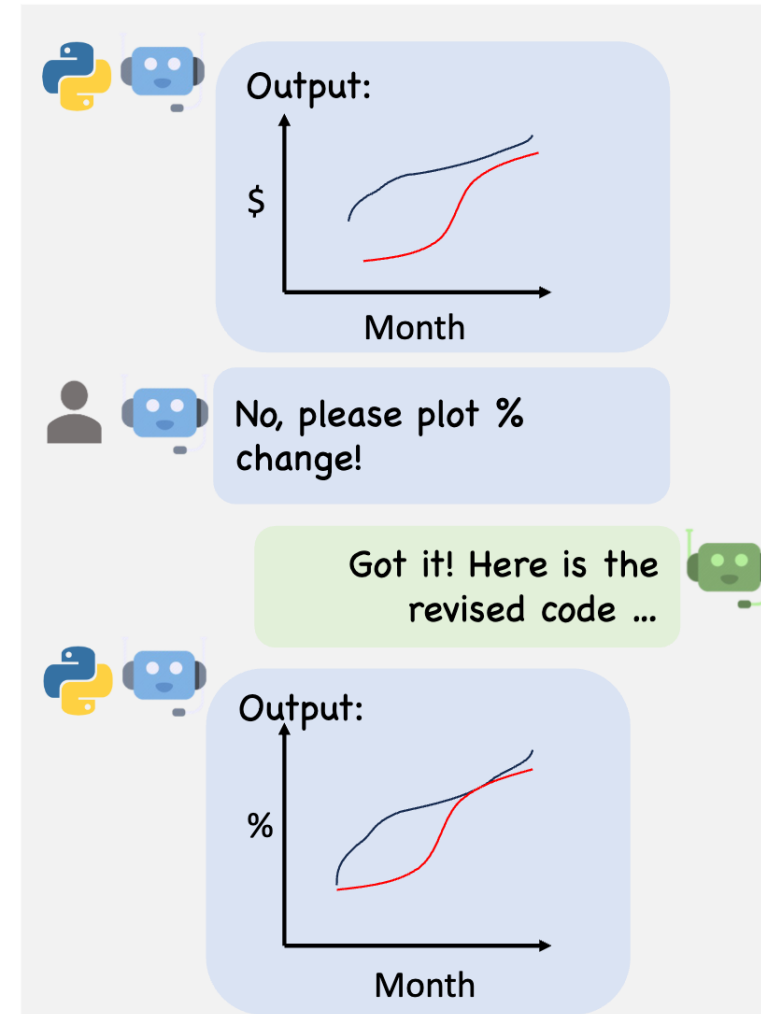 Output:
$
Month
No, please plot %
change!
Got it! Here is the
revised code ...
Output:
%
Month